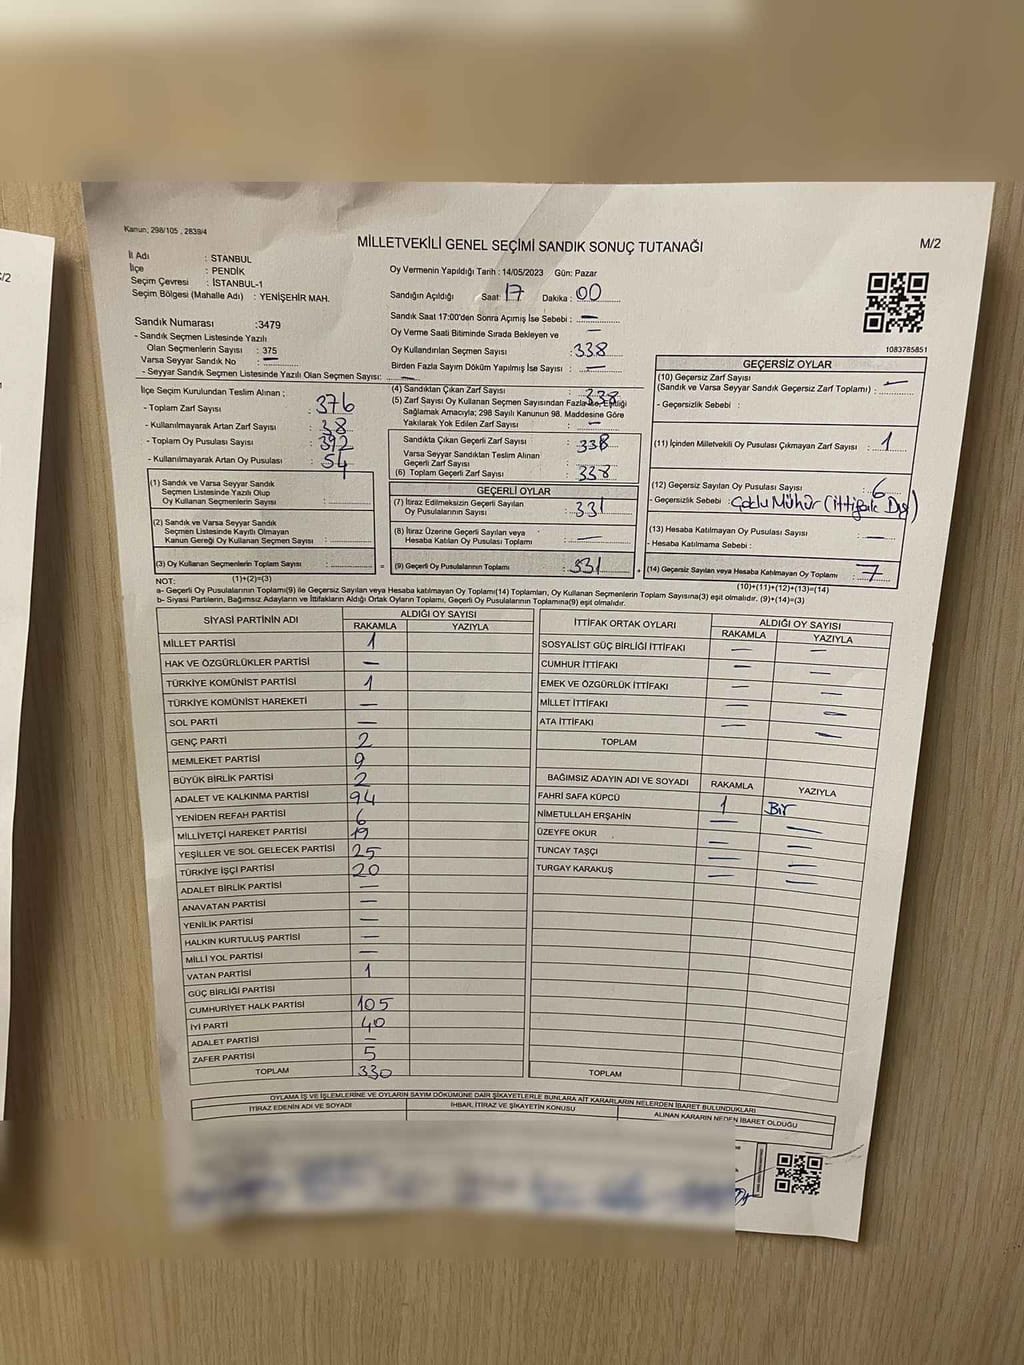 Kanun; 298/105 , 2839/4
MİLLETVEKİLİ GENEL SEÇİMİ SANDIK SONUÇ TUTANAĞI
M/2
/2
İl Adı : STANBUL
İlçe : PENDİK
Seçim Çevresi : İSTANBUL-1
Seçim Bölgesi (Mahalle Adı) : YENİŞEHİR MAH.
Sandık Numarası :3479
- Sandık Seçmen Listesinde Yazılı
Olan Seçmenlerin Sayısı : 375
Varsa Seyyar Sandık No : —
- Seyyar Sandık Seçmen Listesinde Yazılı Olan Seçmen Sayısı: —
Oy Vermenin Yapıldığı Tarih : 14/05/2023 Gün: Pazar
Sandığın Açıldığı Saat: 17 Dakika : 00
Sandık Saat 17:00'den Sonra Açımış İse Sebebi : —
Oy Verme Saati Bitiminde Sırada Bekleyen ve —
Oy Kullandırılan Seçmen Sayısı :338
Birden Fazla Sayım Döküm Yapılmış İse Sayısı : —
1083785851
İlçe Seçim Kurulundan Teslim Alınan ;
- Toplam Zarf Sayısı : 376
- Kullanılmayarak Artan Zarf Sayısı : 38
- Toplam Oy Pusulası Sayısı : 392
- Kullanılmayarak Artan Oy Pusulası : 54
(4) Sandıktan Çıkan Zarf Sayısı : 338
(5) Zarf Sayısı Oy Kullanan Seçmen Sayısından Fazla İse, Eşitliği
Sağlamak Amacıyla; 298 Sayılı Kanunun 98. Maddesine Göre
Yakılarak Yok Edilen Zarf Sayısı : —
Sandıkta Çıkan Geçerli Zarf Sayısı : 338
Varsa Seyyar Sandıktan Teslim Alınan
Geçerli Zarf Sayısı :
(6) Toplam Geçerli Zarf Sayısı : 338
GEÇERLİ OYLAR
(7) İtiraz Edilmeksizin Geçerli Sayılan
Oy Pusulalarının Sayısı : 331
(8) İtiraz Üzerine Geçerli Sayılan veya
Hesaba Katılan Oy Pusulası Toplamı : —
(9) Geçerli Oy Pusulalarının Toplamı : 331
GEÇERSİZ OYLAR
(10) Geçersiz Zarf Sayısı
(Sandık ve Varsa Seyyar Sandık Geçersiz Zarf Toplamı) : —
- Geçersizlik Sebebi :
(11) İçinden Milletvekili Oy Pusulası Çıkmayan Zarf Sayısı : 1
(12) Geçersiz Sayılan Oy Pusulası Sayısı : 6
- Geçersizlik Sebebi : Çoklu Mühür (İttifak Dışı)
(13) Hesaba Katılmayan Oy Pusulası Sayısı : —
- Hesaba Katılmama Sebebi :
(14) Geçersiz Sayılan veya Hesaba Katılmayan Oy Toplamı : 7
(10)+(11)+(12)+(13)=(14)
(1) Sandık ve Varsa Seyyar Sandık
Seçmen Listesinde Yazılı Olup
Oy Kullanan Seçmenlerin Sayısı :
(2) Sandık ve Varsa Seyyar Sandık
Seçmen Listesinde Kayıtlı Olmayan
Kanun Gereği Oy Kullanan Seçmen Sayısı :
(3) Oy Kullanan Seçmenlerin Toplam Sayısı :
(1)+(2)=(3)
NOT:
a- Geçerli Oy Pusulalarının Toplamı(9) ile Geçersiz Sayılan veya Hesaba katılmayan Oy Toplamı(14) Toplamları, Oy Kullanan Seçmenlerin Toplam Sayısına(3) eşit olmalıdır. (9)+(14)=(3)
b- Siyasi Partilerin, Bağımsız Adayların ve İttifakların Aldığı Ortak Oyların Toplamı, Geçerli Oy Pusulalarının Toplamına(9) eşit olmalıdır.
SİYASİ PARTİNİN ADI ALDIĞI OY SAYISI
RAKAMLA YAZIYLA
MİLLET PARTİSİ 1
HAK VE ÖZGÜRLÜKLER PARTİSİ —
TÜRKİYE KOMÜNİST PARTİSİ 1
TÜRKİYE KOMÜNİST HAREKETİ —
SOL PARTİ —
GENÇ PARTİ 2
MEMLEKET PARTİSİ 9
BÜYÜK BİRLİK PARTİSİ 2
ADALET VE KALKINMA PARTİSİ 94
YENİDEN REFAH PARTİSİ 6
MİLLİYETÇİ HAREKET PARTİSİ 19
YEŞİLLER VE SOL GELECEK PARTİSİ 25
TÜRKİYE İŞÇİ PARTİSİ 20
ADALET BİRLİK PARTİSİ —
ANAVATAN PARTİSİ —
YENİLİK PARTİSİ —
HALKIN KURTULUŞ PARTİSİ —
MİLLİ YOL PARTİSİ —
VATAN PARTİSİ 1
GÜÇ BİRLİĞİ PARTİSİ
CUMHURİYET HALK PARTİSİ 105
İYİ PARTİ 40
ADALET PARTİSİ —
ZAFER PARTİSİ 5
TOPLAM 330
İTTİFAK ORTAK OYLARI ALDIĞI OY SAYISI
RAKAMLA YAZIYLA
SOSYALİST GÜÇ BİRLİĞİ İTTİFAKI — —
CUMHUR İTTİFAKI — —
EMEK VE ÖZGÜRLÜK İTTİFAKI — —
MİLLET İTTİFAKI — —
ATA İTTİFAKI — —
TOPLAM
BAĞIMSIZ ADAYIN ADI VE SOYADI RAKAMLA YAZIYLA
FAHRİ SAFA KÜPCÜ 1 Bir
NİMETULLAH ERŞAHİN — —
ÜZEYFE OKUR — —
TUNCAY TAŞÇI — —
TURGAY KARAKUŞ — —
TOPLAM
OYLAMA İŞ VE İŞLEMLERİNE VE OYLARIN SAYIM DÖKÜMÜNE DAİR ŞİKAYETLERLE BUNLARA AİT KARARLARIN NELERDEN İBARET BULUNDUKLARI
İTİRAZ EDENİN ADI VE SOYADI İHBAR, İTİRAZ VE ŞİKAYETİN KONUSU ALINAN KARARIN NEDEN İBARET OLDUĞU